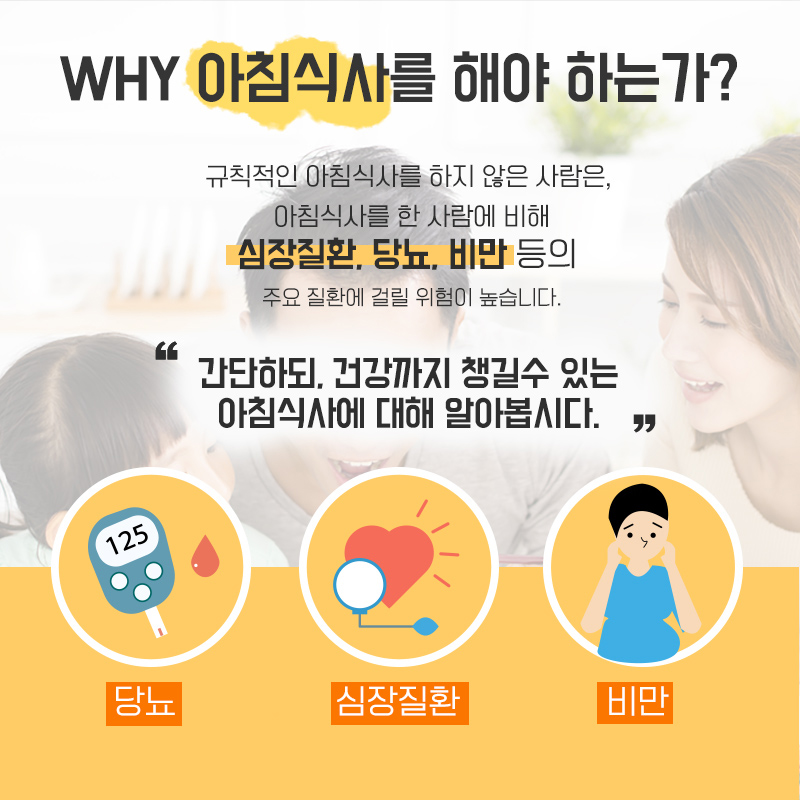 WHY 아침식사를 해야 하는가?
규칙적인 아침식사를 하지 않은 사람은,
아침식사를 한 사람에 비해
심장질환, 당뇨, 비만 등의
주요 질환에 걸릴 위험이 높습니다.
“ 간단하되, 건강까지 챙길수 있는
아침식사에 대해 알아봅시다. ”
125
당뇨
심장질환
비만